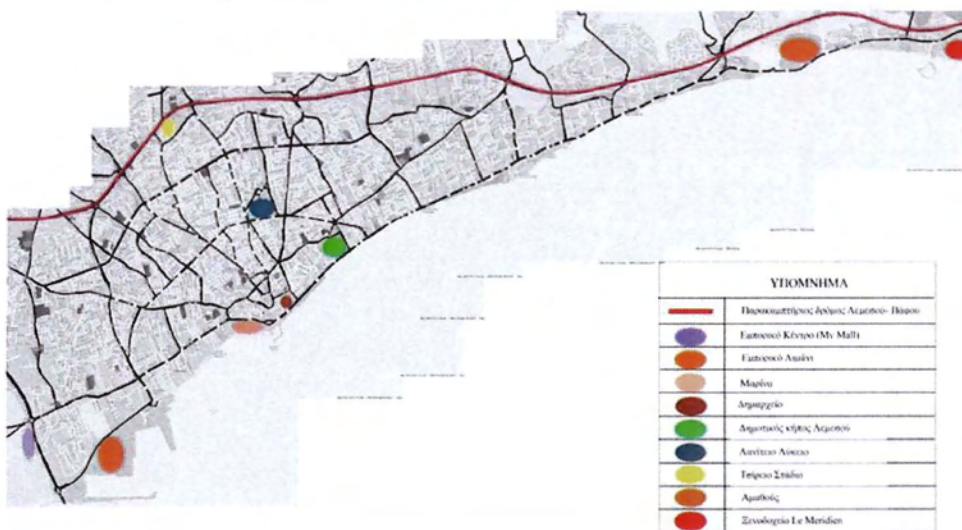 ΥΠΟΜΝΗΜΑ
Παρακαμπτήριος δρόμος Λεμεσού- Πάφου
Εμπορικό Κέντρο (My Mall)
Εμπορικό Λιμάνι
Μαρίνα
Δημαρχείο
Δημοτικός κήπος Λεμεσού
Λανίτειο Λύκειο
Τσίρειο Στάδιο
Αμαθούς
Ξενοδοχείο Le Meridien